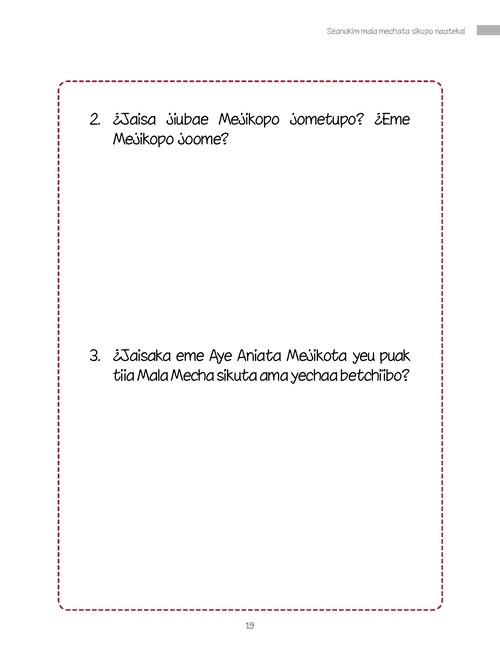 Seanokim mala mechata sikupo naatekai
2. ¿Jaisa jiubae Mejikopo jometupo? ¿Eme
Mejikopo joome?
3. ¿Jaisaka eme Aye Aniata Mejikota yeu puak
tiia Mala Mecha sikuta ama yechaa betchïibo?
19